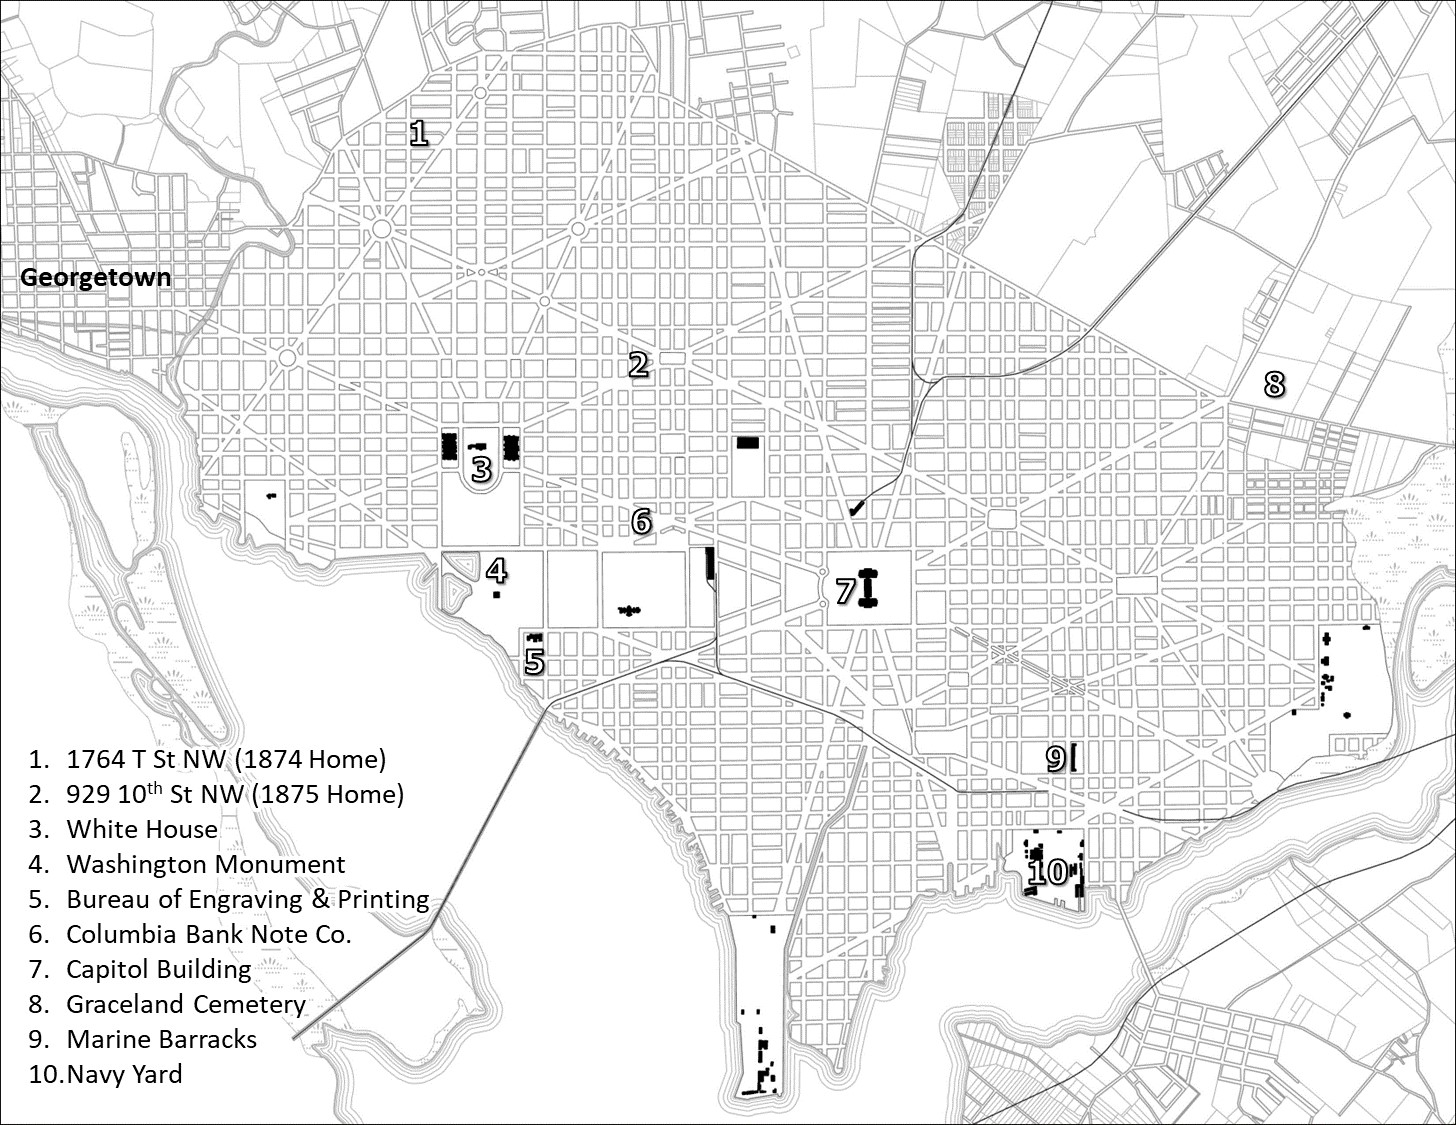 1
Georgetown
2
8
3
6
4
7
5
9
10
1. 1764 T St NW (1874 Home)
2. 929 10th St NW (1875 Home)
3. White House
4. Washington Monument
5. Bureau of Engraving & Printing
6. Columbia Bank Note Co.
7. Capitol Building
8. Graceland Cemetery
9. Marine Barracks
10. Navy Yard